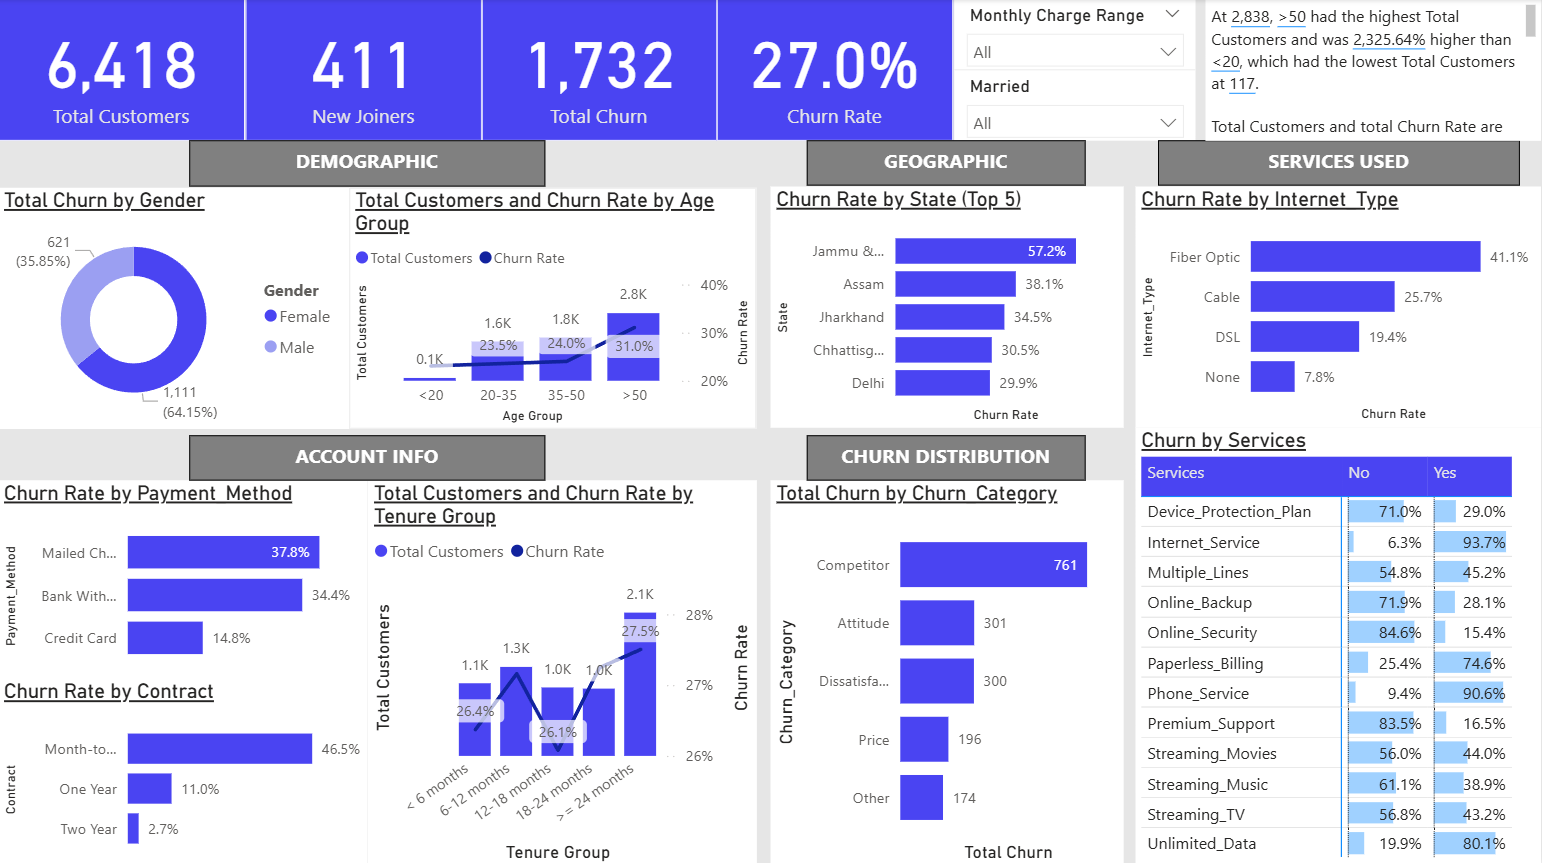 6,418
Total Customers
411
New Joiners
1,732
Total Churn
27.0%
Churn Rate
Monthly Charge Range
All
Married
All
At 2,838, >50 had the highest Total
Customers and was 2,325.64% higher than
<20, which had the lowest Total Customers
at 117.
Total Customers and total Churn Rate are
DEMOGRAPHIC
Total Churn by Gender
621
(35.85%)
1,111
(64.15%)
Gender
Female
Male
Total Customers and Churn Rate by Age
Group
Total Customers
Churn Rate
Total Customers
0.1K
1.6K
1.8K
2.8K
23.5%
24.0%
31.0%
40%
30%
20%
Churn Rate
<20
20-35
35-50
>50
Age Group
GEOGRAPHIC
Churn Rate by State (Top 5)
State
Jammu &...
57.2%
Assam
38.1%
Jharkhand
34.5%
Chhattisg...
30.5%
Delhi
29.9%
Churn Rate
SERVICES USED
Churn Rate by Internet_Type
Internet_Type
Fiber Optic
41.1%
Cable
25.7%
DSL
19.4%
None
7.8%
Churn Rate
ACCOUNT INFO
Churn Rate by Payment_Method
Payment_Method
Mailed Ch...
37.8%
Bank With...
34.4%
Credit Card
14.8%
Churn Rate by Contract
Contract
Month-to...
46.5%
One Year
11.0%
Two Year
2.7%
Total Customers and Churn Rate by
Tenure Group
Total Customers
Churn Rate
Total Customers
1.1K
1.3K
1.0K
1.0K
2.1K
26.4%
26.1%
27.5%
28%
27%
26%
Churn Rate
< 6 months
6-12 months
12-18 months
18-24 months
>= 24 months
Tenure Group
CHURN DISTRIBUTION
Total Churn by Churn_Category
Churn_Category
Competitor
761
Attitude
301
Dissatisfa...
300
Price
196
Other
174
Total Churn
Churn by Services
Services No Yes
Device_Protection_Plan 71.0% 29.0%
Internet_Service 6.3% 93.7%
Multiple_Lines 54.8% 45.2%
Online_Backup 71.9% 28.1%
Online_Security 84.6% 15.4%
Paperless_Billing 25.4% 74.6%
Phone_Service 9.4% 90.6%
Premium_Support 83.5% 16.5%
Streaming_Movies 56.0% 44.0%
Streaming_Music 61.1% 38.9%
Streaming_TV 56.8% 43.2%
Unlimited_Data 19.9% 80.1%